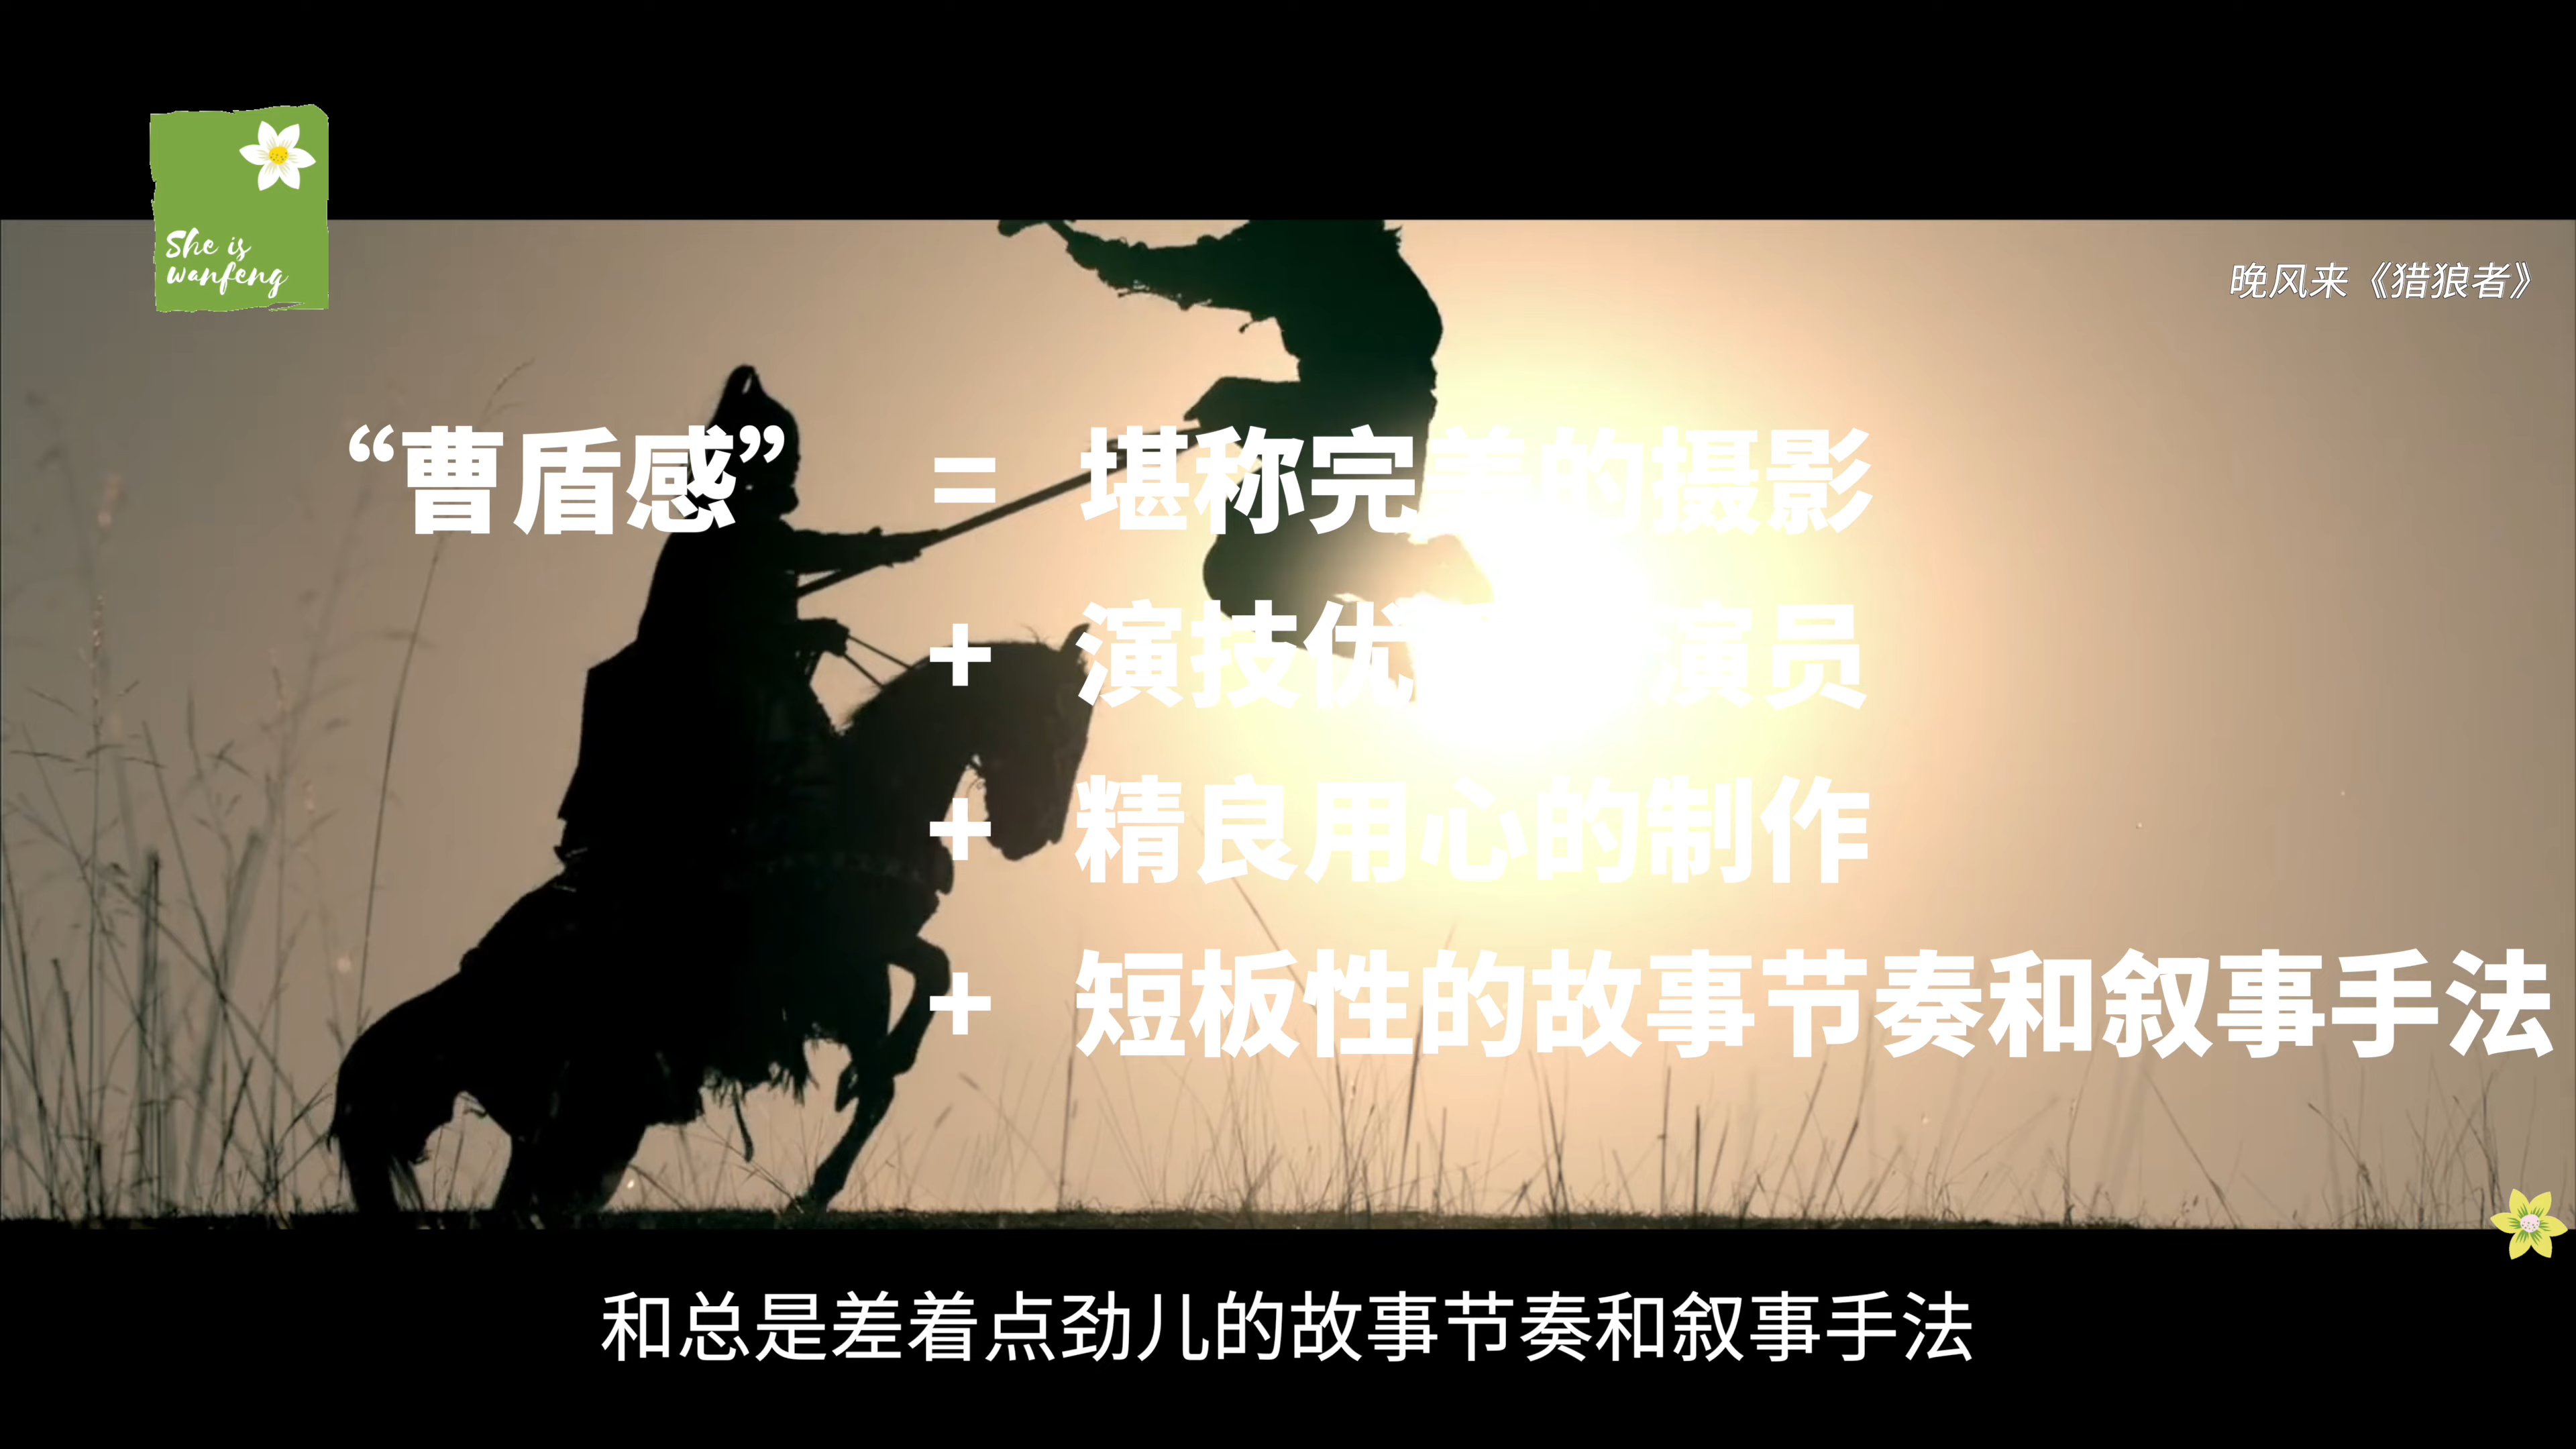 She is
wanfeng
晚风来《猎狼者》
“曹盾感” = 堪称完美的摄影
+ 演技优 演员
+ 精良用心的制作
+ 短板性的故事节奏和叙事手法
和总是差着点劲儿的故事节奏和叙事手法